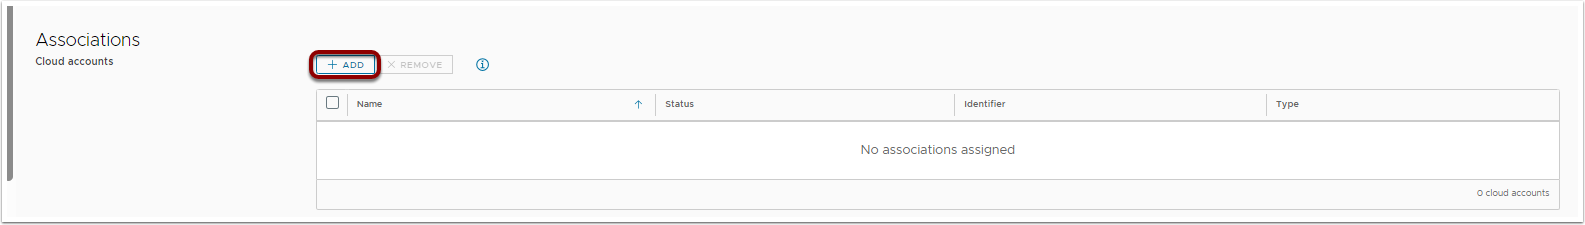 Associations
Cloud accounts
+ ADD
× REMOVE
Name
Status
Identifier
Type
No associations assigned
0 cloud accounts